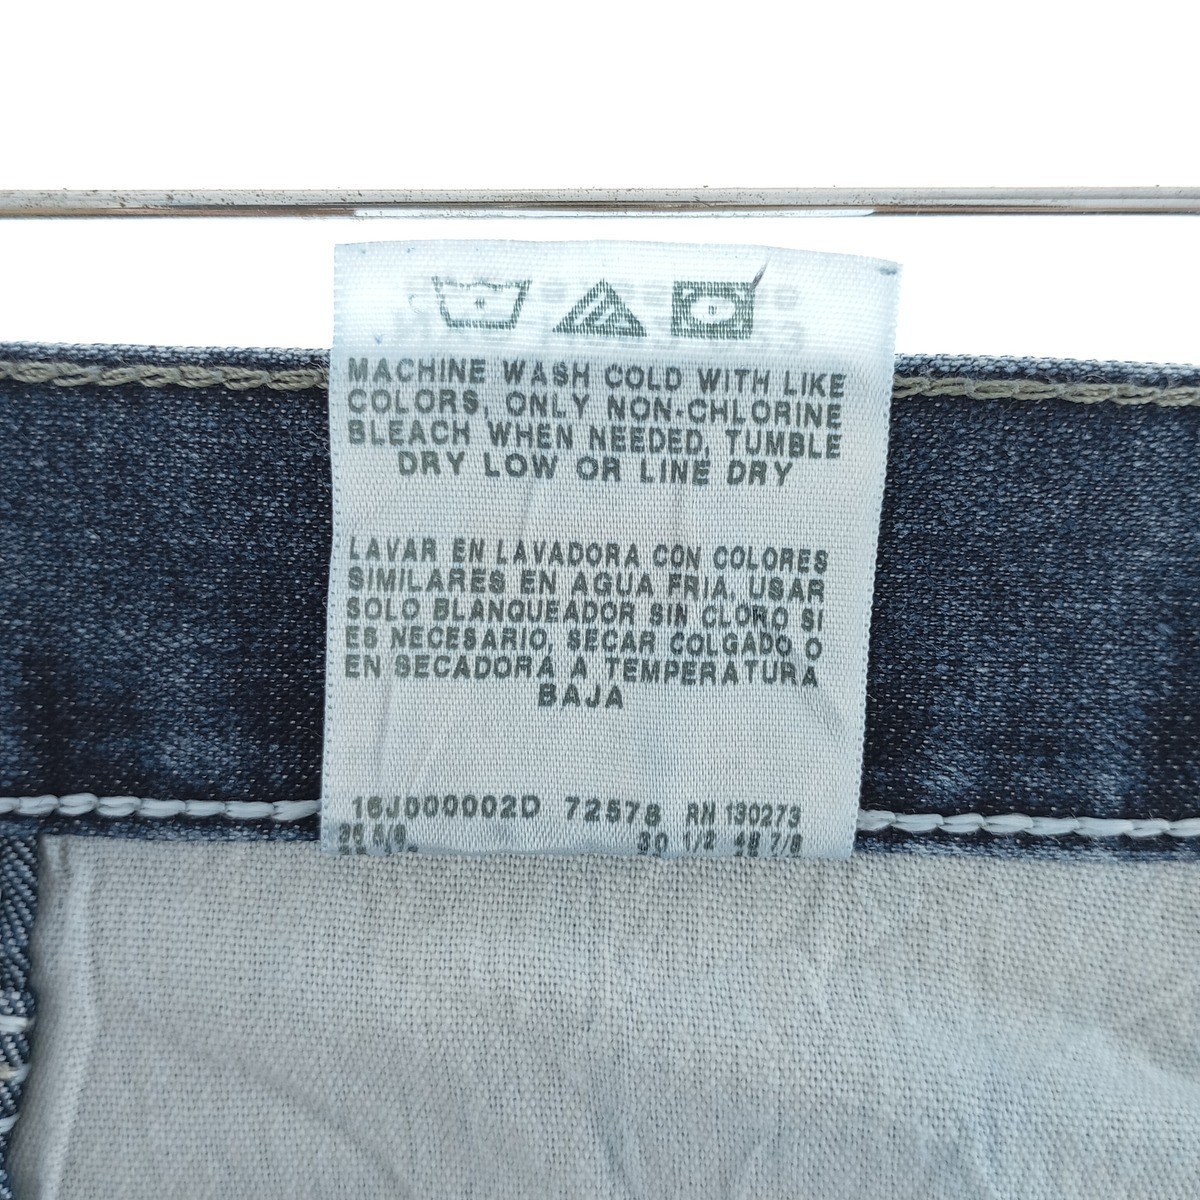 MACHINE WASH COLD WITH LIKE
COLORS, ONLY NON-CHLORINE
BLEACH WHEN NEEDED, TUMBLE
DRY LOW OR LINE DRY
LAVAR EN LAVADORA CON COLORES
SIMILARES EN AGUA FRIA, USAR
SOLO BLANQUEADOR SIN CLORO SI
ES NECESARIO, SECAR COLGADO O
EN SECADORA A TEMPERATURA
BAJA
16J000002D 72578 RN 130273
30 1/2